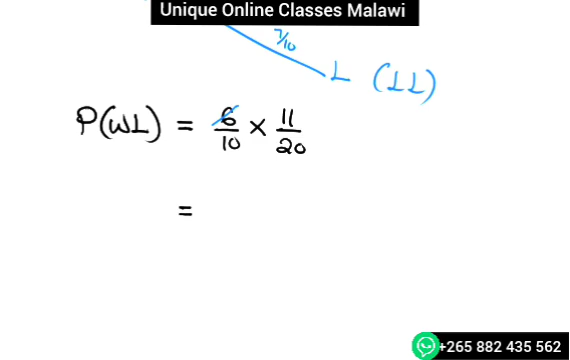 Unique Online Classes Malawi
7/10
L (LL)
P(WL) = 6/10 × 11/20
=
+265 882 435 562